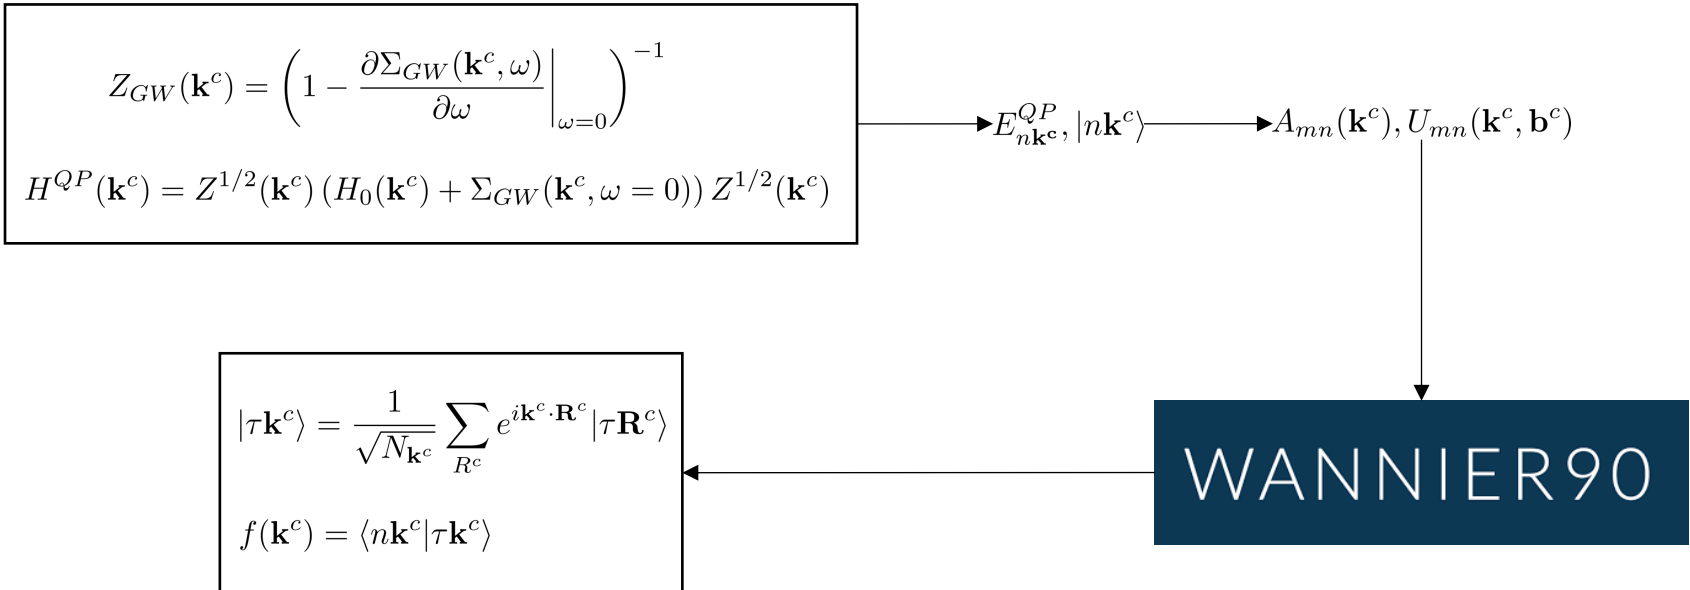 $Z_{GW}(\mathbf{k}^c) = \left(1 - \frac{\partial \Sigma_{GW}(\mathbf{k}^c, \omega)}{\partial \omega}\Big|_{\omega=0}\right)^{-1}$
$H^{QP}(\mathbf{k}^c) = Z^{1/2}(\mathbf{k}^c) \left(H_0(\mathbf{k}^c) + \Sigma_{GW}(\mathbf{k}^c, \omega = 0)\right) Z^{1/2}(\mathbf{k}^c)$
$E^{QP}_{n\mathbf{k^c}}, |n\mathbf{k}^c\rangle$
$A_{mn}(\mathbf{k}^c), U_{mn}(\mathbf{k}^c, \mathbf{b}^c)$
WANNIER90
$|\tau\mathbf{k}^c\rangle = \frac{1}{\sqrt{N_{\mathbf{k}^c}}} \sum_{R^c} e^{i\mathbf{k}^c \cdot \mathbf{R}^c} |\tau\mathbf{R}^c\rangle$
$f(\mathbf{k}^c) = \langle n\mathbf{k}^c | \tau\mathbf{k}^c \rangle$